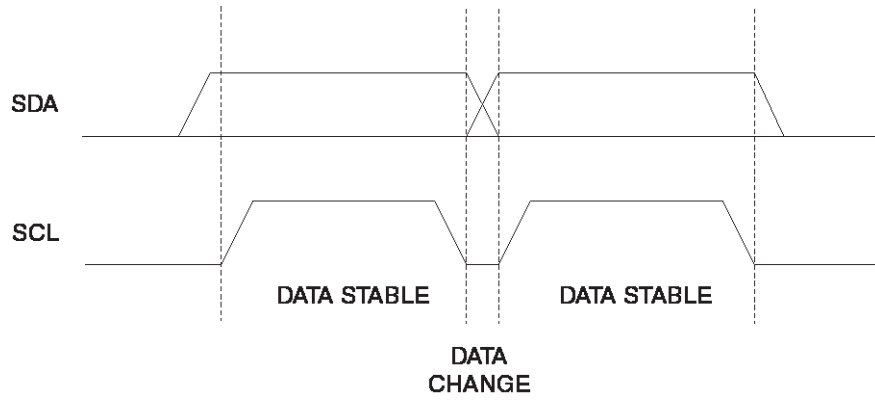 SDA
SCL
DATA STABLE
DATA STABLE
DATA
CHANGE